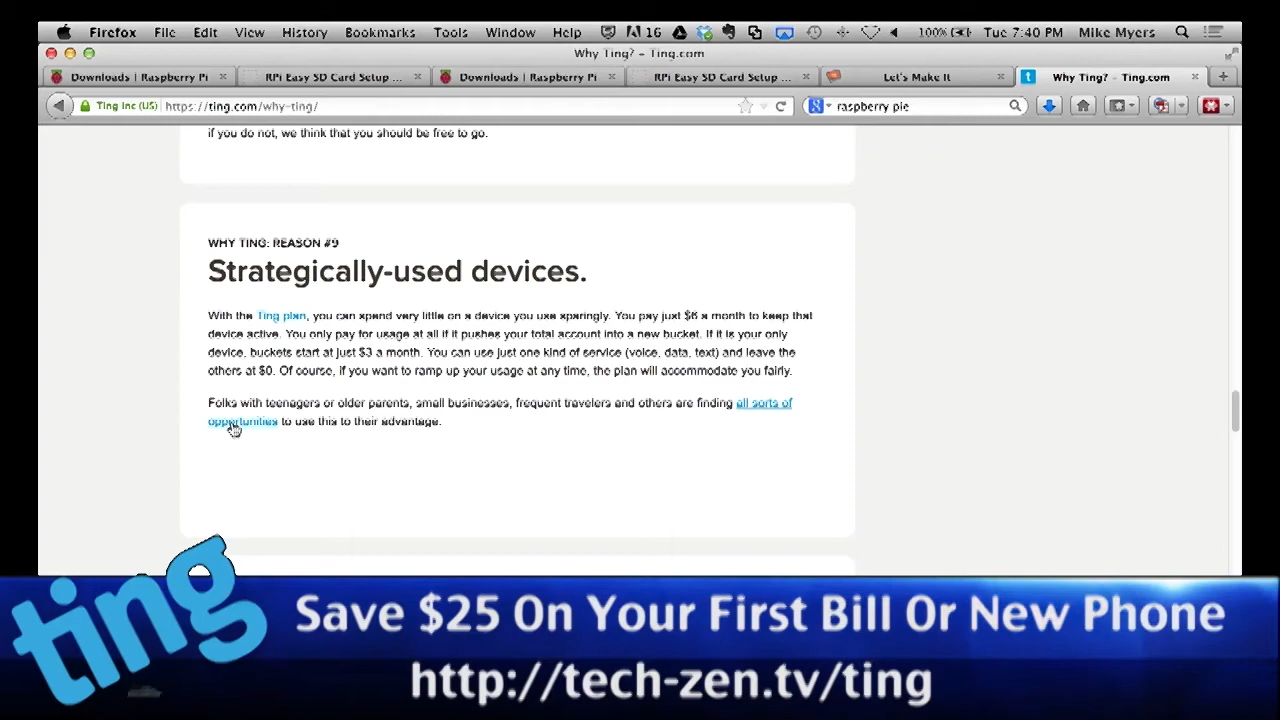 Firefox File Edit View History Bookmarks Tools Window Help 16 100% Tue 7:40 PM Mike Myers
Why Ting? – Ting.com
Downloads | Raspberry Pi RPi Easy SD Card Setup ... Downloads | Raspberry Pi RPi Easy SD Card Setup ... Let's Make It Why Ting? – Ting.com
Ting Inc (US) https://ting.com/why-ting/ raspberry pie
if you do not, we think that you should be free to go.
WHY TING: REASON #9
Strategically-used devices.
With the Ting plan, you can spend very little on a device you use sparingly. You pay just $6 a month to keep that
device active. You only pay for usage at all if it pushes your total account into a new bucket. If it is your only
device, buckets start at just $3 a month. You can use just one kind of service (voice, data, text) and leave the
others at $0. Of course, if you want to ramp up your usage at any time, the plan will accommodate you fairly.
Folks with teenagers or older parents, small businesses, frequent travelers and others are finding all sorts of
opportunities to use this to their advantage.
ting
Save $25 On Your First Bill Or New Phone
http://tech-zen.tv/ting